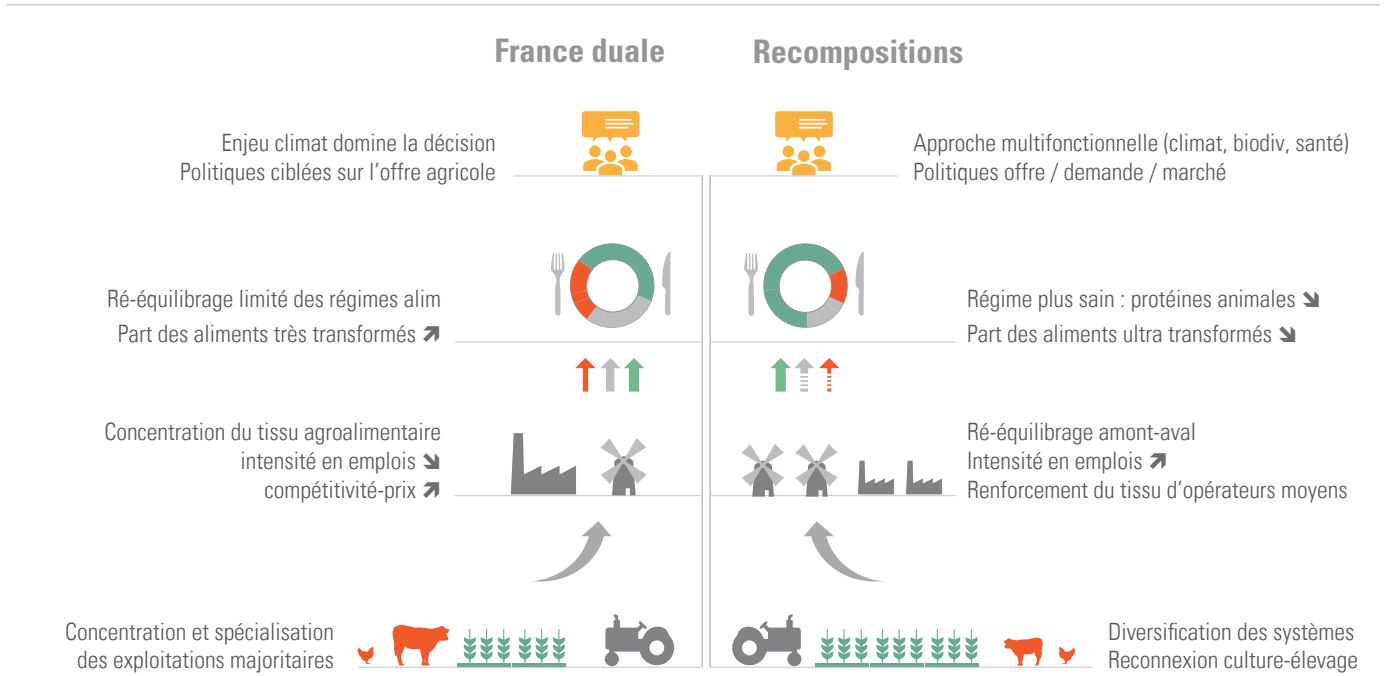 France duale
Recompositions
Enjeu climat domine la décision
Politiques ciblées sur l’offre agricole
Approche multifonctionnelle (climat, biodiv, santé)
Politiques offre / demande / marché
Ré-équilibrage limité des régimes alim
Part des aliments très transformés ↗
Régime plus sain : protéines animales ↘
Part des aliments ultra transformés ↘
Concentration du tissu agroalimentaire
intensité en emplois ↘
compétitivité-prix ↗
Ré-équilibrage amont-aval
Intensité en emplois ↗
Renforcement du tissu d’opérateurs moyens
Concentration et spécialisation
des exploitations majoritaires
Diversification des systèmes
Reconnexion culture-élevage